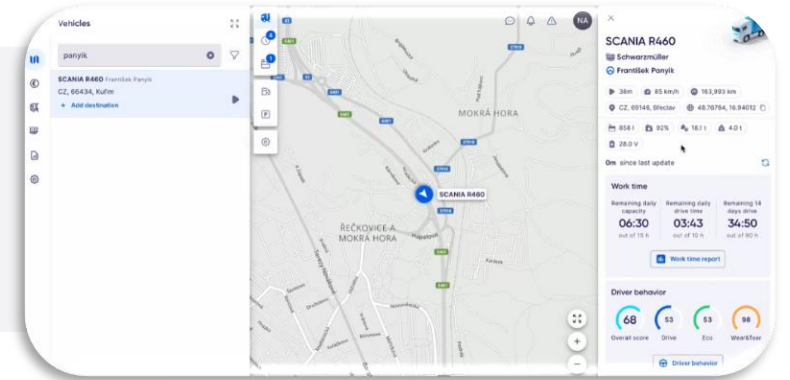 Vehicles
panyik
SCANIA R460 František Panyik
CZ, 66434, Kuřim
+ Add destination
4
1
NA
MOKRÁ HORA
SCANIA R460
ŘEČKOVICE A
MOKRÁ HORA
SCANIA R460
Schwarzmüller
František Panyik
38m
85 km/h
163,993 km
CZ, 69146, Břeclav
48.76764, 16.94012
858 l
92%
18.1 t
4.0 t
28.0 V
0m since last update
Work time
Remaining daily capacity
06:30
out of 15 h
Remaining daily drive time
03:43
out of 10 h
Remaining 14 days drive
34:50
out of 90 h
Work time report
Driver behavior
68
Overall score
53
Drive
53
Eco
98
Wear&Tear
Driver behavior